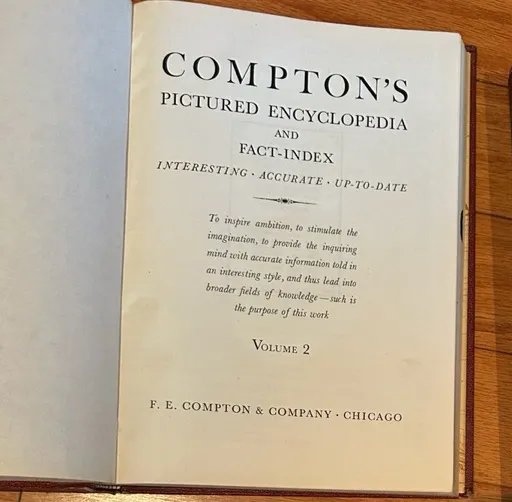 COMPTON'S
PICTURED ENCYCLOPEDIA
AND
FACT-INDEX
INTERESTING · ACCURATE · UP-TO-DATE
To inspire ambition, to stimulate the
imagination, to provide the inquiring
mind with accurate information told in
an interesting style, and thus lead into
broader fields of knowledge—such is
the purpose of this work
VOLUME 2
F. E. COMPTON & COMPANY · CHICAGO